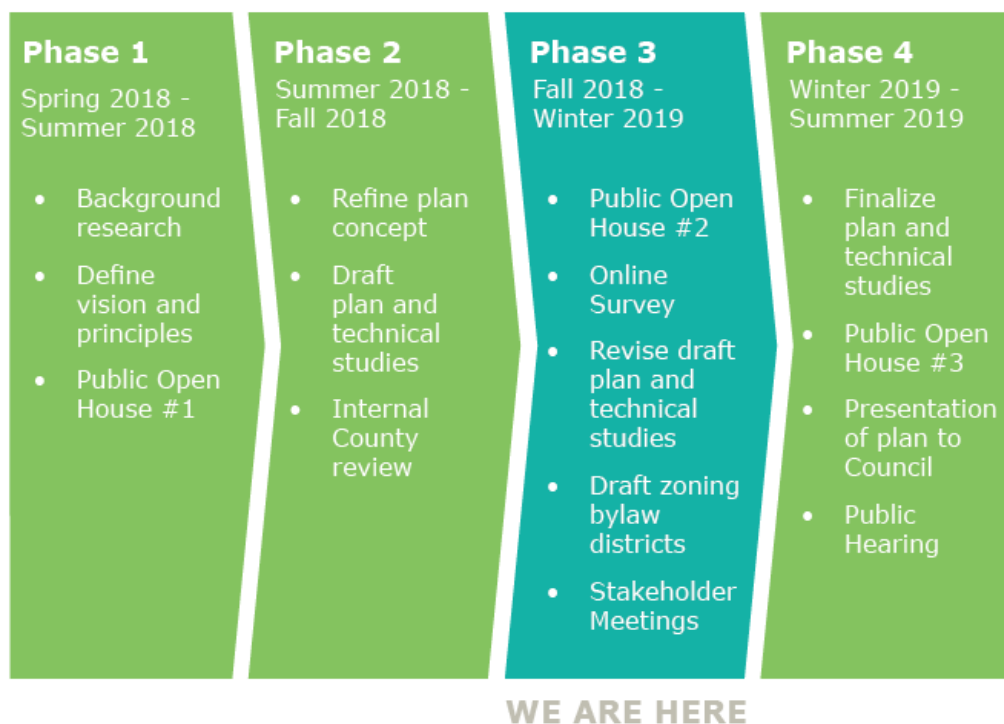 Phase 1
Spring 2018 -
Summer 2018
• Background
research
• Define
vision and
principles
• Public Open
House #1
Phase 2
Summer 2018 -
Fall 2018
• Refine plan
concept
• Draft
plan and
technical
studies
• Internal
County
review
Phase 3
Fall 2018 -
Winter 2019
• Public Open
House #2
• Online
Survey
• Revise draft
plan and
technical
studies
• Draft zoning
bylaw
districts
• Stakeholder
Meetings
Phase 4
Winter 2019 -
Summer 2019
• Finalize
plan and
technical
studies
• Public Open
House #3
• Presentation
of plan to
Council
• Public
Hearing
WE ARE HERE